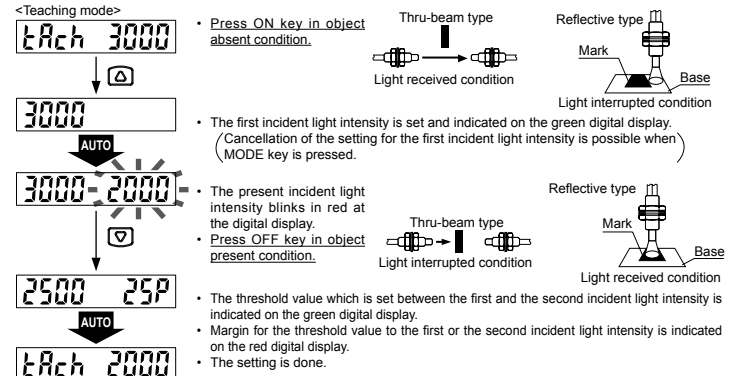 <Teaching mode>
tAch 3000
• Press ON key in object absent condition.
Thru-beam type
Light received condition
Reflective type
Mark
Base
Light interrupted condition
3000
• The first incident light intensity is set and indicated on the green digital display.
(Cancellation of the setting for the first incident light intensity is possible when
MODE key is pressed.)
AUTO
3000 2000
• The present incident light
intensity blinks in red at
the digital display.
• Press OFF key in object
present condition.
Thru-beam type
Light interrupted condition
Reflective type
Mark
Base
Light received condition
2500 25P
• The threshold value which is set between the first and the second incident light intensity is
indicated on the green digital display.
• Margin for the threshold value to the first or the second incident light intensity is indicated
on the red digital display.
• The setting is done.
AUTO
tAch 2000